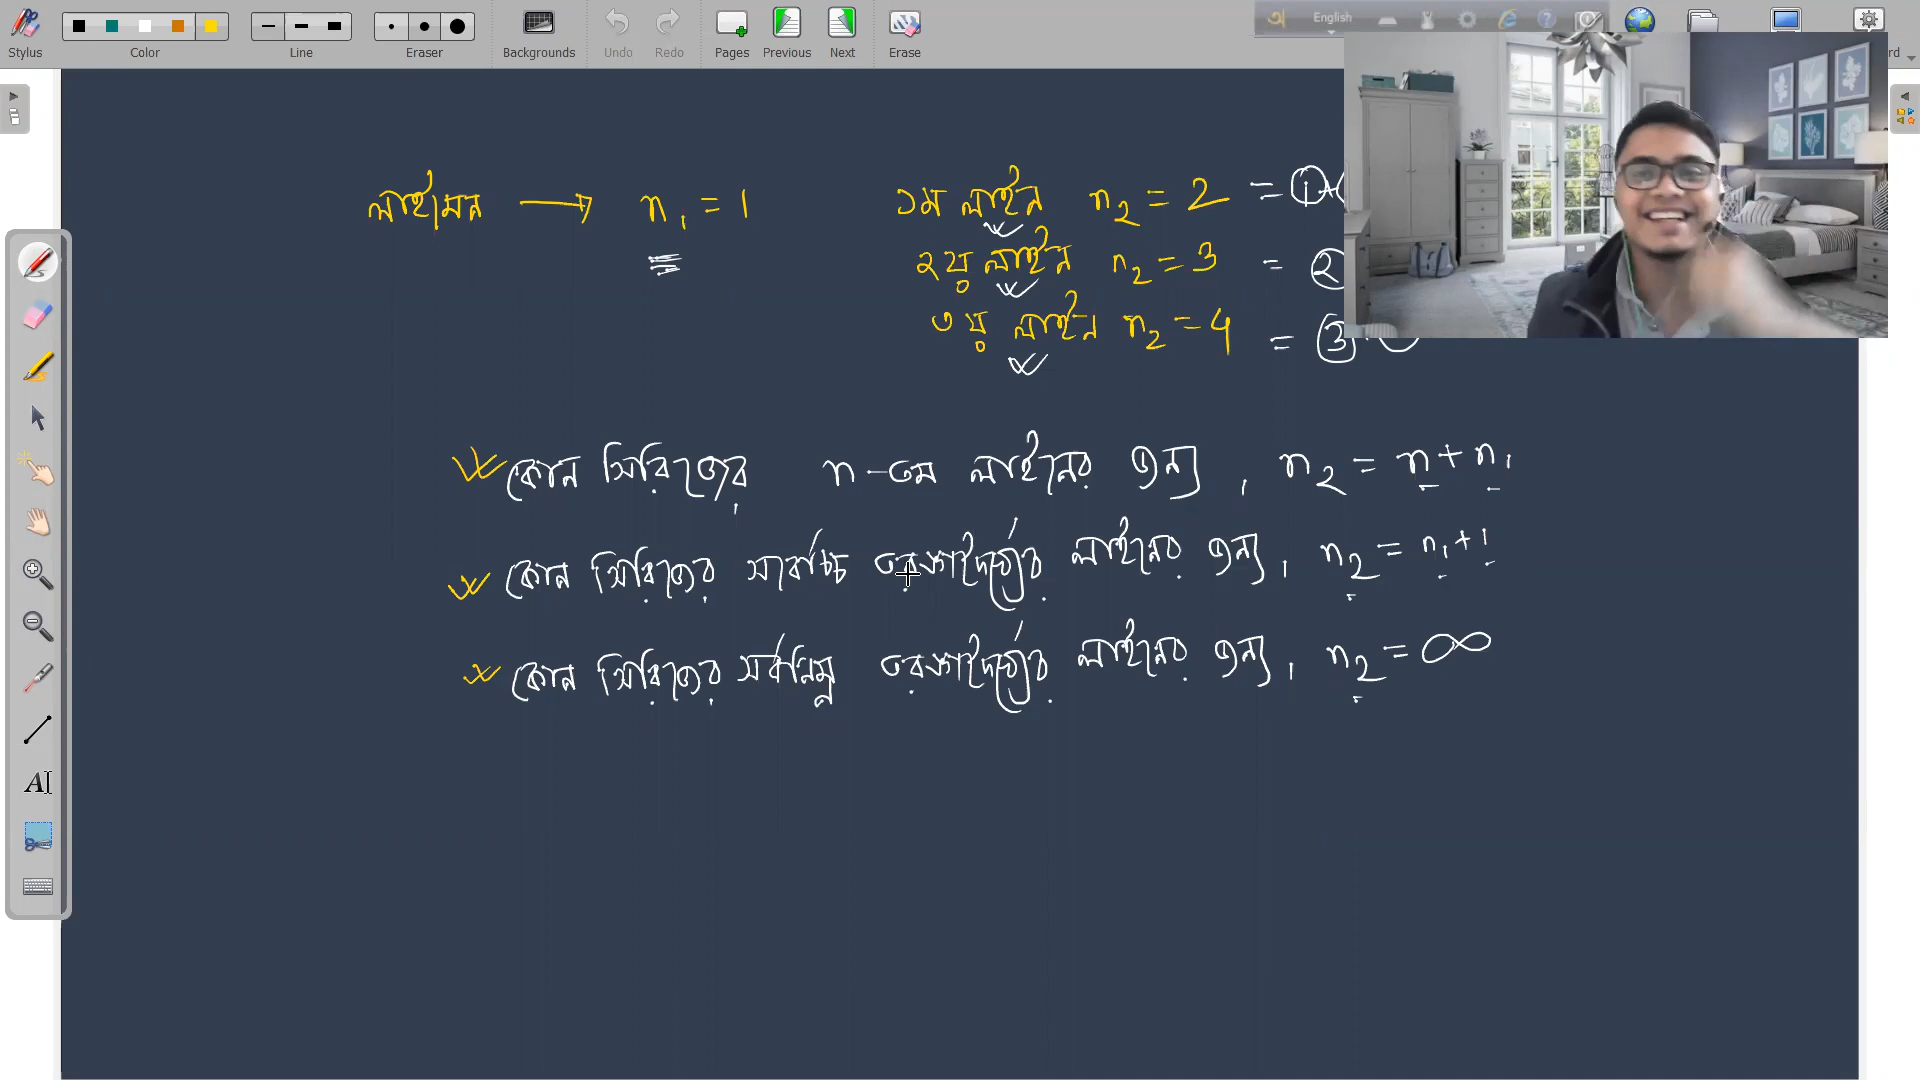 Stylus Color Line Eraser Backgrounds Undo Redo Pages Previous Next Erase
English
rd
লাইমেন → n₁ = 1
১ম লাইন n₂ = 2 = ①+
২য় লাইন n₂ = 3 = ②
৩য় লাইন n₂ = 4 = ③
কোন সিরিজের n-তম লাইনের জন্য, n₂ = n + n₁
কোন সিরিজের সর্বোচ্চ তরঙ্গদৈর্ঘ্যের লাইনের জন্য, n₂ = n₁ + 1
কোন সিরিজের সর্বনিম্ন তরঙ্গদৈর্ঘ্যের লাইনের জন্য, n₂ = ∞